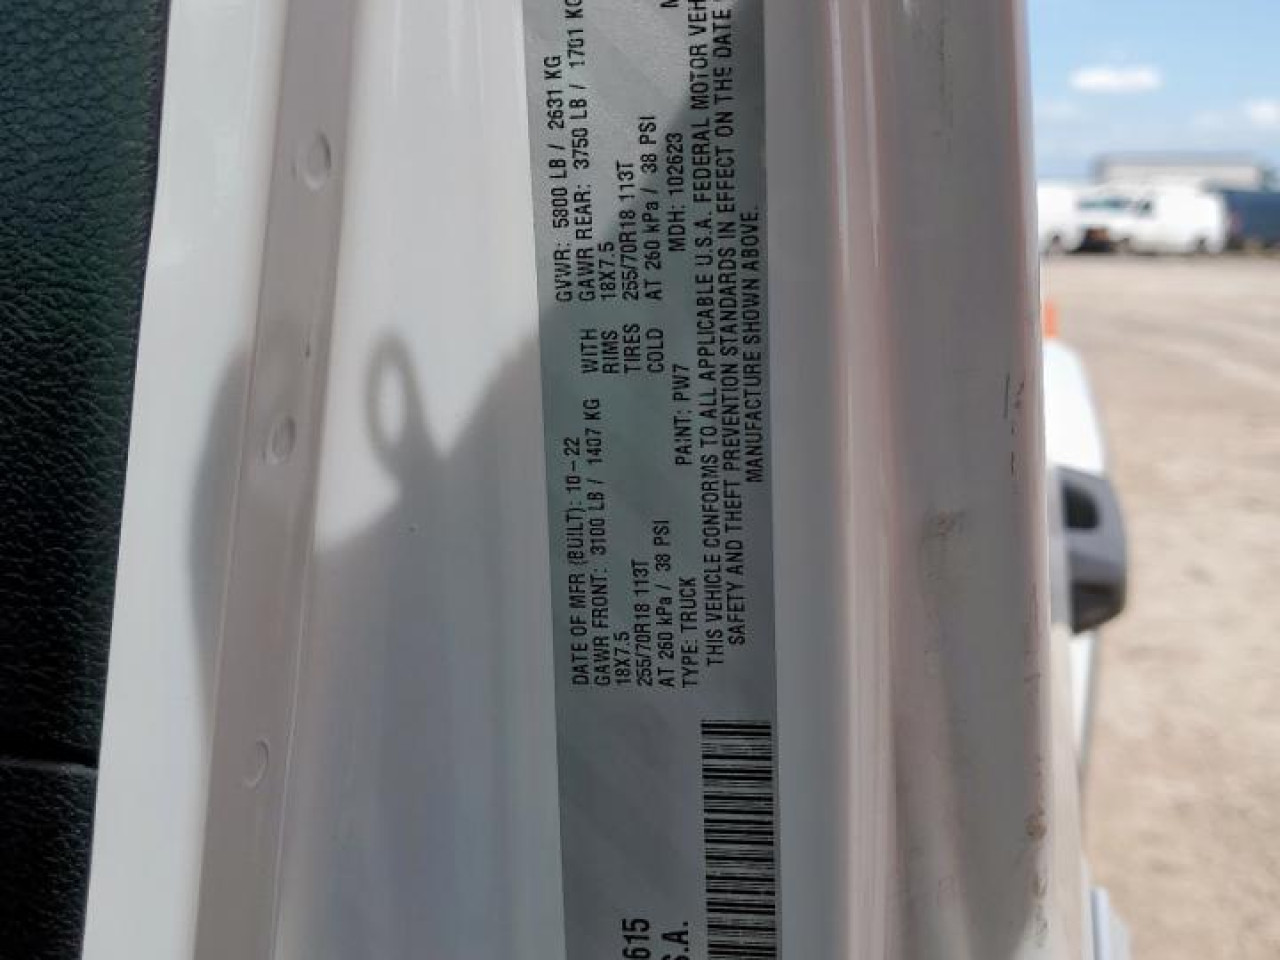 DATE OF MFR (BUILT): 10-22 GVWR: 5800 LB / 2631 KG
GAWR FRONT: 3100 LB / 1407 KG WITH GAWR REAR: 3750 LB / 1701 KG
18X7.5 RIMS 18X7.5
255/70R18 113T TIRES 255/70R18 113T
AT 260 kPa / 38 PSI COLD AT 260 kPa / 38 PSI
TYPE: TRUCK PAINT: PW7 MDH: 102623
THIS VEHICLE CONFORMS TO ALL APPLICABLE U.S.A. FEDERAL MOTOR VEH
SAFETY AND THEFT PREVENTION STANDARDS IN EFFECT ON THE DATE
MANUFACTURE SHOWN ABOVE.
615
S.A.